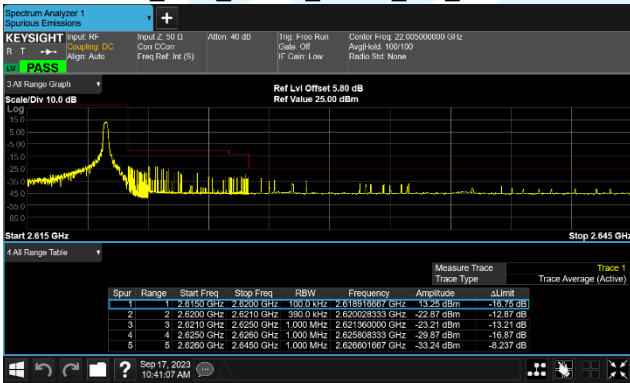 Spectrum Analyzer 1
Spurious Emissions
KEYSIGHT Input: RF Input Z: 50 Ω Atten: 40 dB Trig: Free Run Center Freq: 22.005000000 GHz
R T Coupling: DC Corr CCorr Gate: Off Avg|Hold: 100/100
Align: Auto Freq Ref: Int (S) IF Gain: Low Radio Std: None
PASS
3 All Range Graph
Ref Lvl Offset 5.80 dB
Scale/Div 10.0 dB Ref Value 25.00 dBm
Log
15.0
5.00
-5.00
-15.0
-25.0
-35.0
-45.0
-55.0
-65.0
Start 2.615 GHz Stop 2.645 GHz
4 All Range Table
Measure Trace Trace 1
Trace Type Trace Average (Active)
Spur Range Start Freq Stop Freq RBW Frequency Amplitude ΔLimit
1 1 2.6150 GHz 2.6200 GHz 100.0 kHz 2.618916667 GHz 13.25 dBm -16.75 dB
2 2 2.6200 GHz 2.6210 GHz 390.0 kHz 2.620028333 GHz -22.87 dBm -12.87 dB
3 3 2.6210 GHz 2.6250 GHz 1.000 MHz 2.621360000 GHz -23.21 dBm -13.21 dB
4 4 2.6250 GHz 2.6260 GHz 1.000 MHz 2.625808333 GHz -29.87 dBm -16.87 dB
5 5 2.6260 GHz 2.6450 GHz 1.000 MHz 2.626601667 GHz -33.24 dBm -8.237 dB
Sep 17, 2023
10:41:07 AM